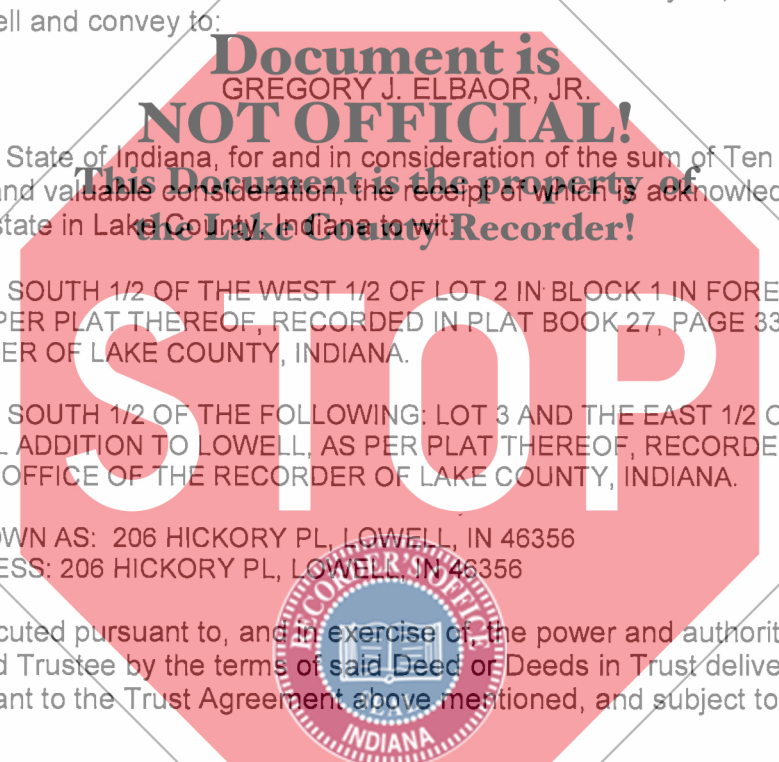 ell and convey to:
Document is
GREGORY J. ELBAOR, JR.
NOT OFFICIAL!
State of Indiana, for and in consideration of the sum of Ten
This Document is the property of
and valuable consideration, the receipt of which is acknowled
the Lake County Recorder!
state in Lake County, Indiana to wit:
SOUTH 1/2 OF THE WEST 1/2 OF LOT 2 IN BLOCK 1 IN FORE
PER PLAT THEREOF, RECORDED IN PLAT BOOK 27, PAGE 33
ER OF LAKE COUNTY, INDIANA.
STOP
SOUTH 1/2 OF THE FOLLOWING: LOT 3 AND THE EAST 1/2 O
L ADDITION TO LOWELL, AS PER PLAT THEREOF, RECORDE
OFFICE OF THE RECORDER OF LAKE COUNTY, INDIANA.
WN AS: 206 HICKORY PL, LOWELL, IN 46356
ESS: 206 HICKORY PL, LOWELL, IN 46356
RECORDER'S OFFICE
cuted pursuant to, and in exercise of, the power and authorit
d Trustee by the terms of said Deed or Deeds in Trust delive
ant to the Trust Agreement above mentioned, and subject to
SEAL
INDIANA